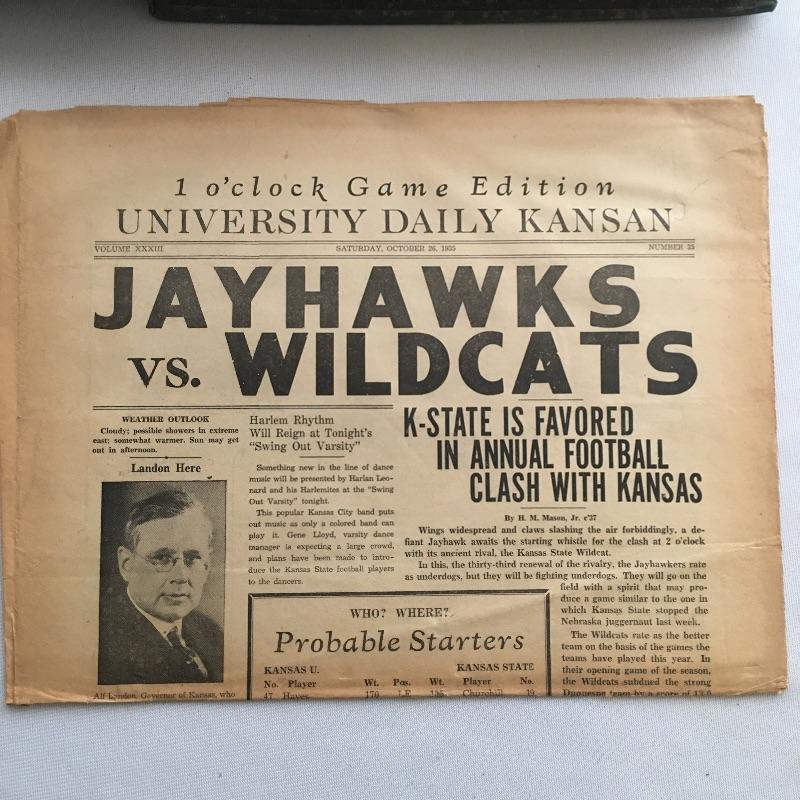 1 o'clock Game Edition
UNIVERSITY DAILY KANSAN
VOLUME XXXIII SATURDAY, OCTOBER 26, 1935 NUMBER 35
JAYHAWKS
VS. WILDCATS
WEATHER OUTLOOK
Cloudy; possible showers in extreme
east; somewhat warmer. Sun may get
out in afternoon.
Landon Here
Alf Landon, Governor of Kansas, who
Harlem Rhythm
Will Reign at Tonight's
"Swing Out Varsity"
Something new in the line of dance
music will be presented by Harlan Leo-
nard and his Harlemites at the "Swing
Out Varsity" tonight.
This popular Kansas City band puts
out music as only a colored band can
play it. Gene Lloyd, varsity dance
manager is expecting a large crowd,
and plans have been made to intro-
duce the Kansas State football players
to the dancers.
K-STATE IS FAVORED
IN ANNUAL FOOTBALL
CLASH WITH KANSAS
By H. M. Mason, Jr. c'37
Wings widespread and claws slashing the air forbiddingly, a de-
fiant Jayhawk awaits the starting whistle for the clash at 2 o'clock
with its ancient rival, the Kansas State Wildcat.
In this, the thirty-third renewal of the rivalry, the Jayhawkers rate
as underdogs, but they will be fighting underdogs. They will go on the
field with a spirit that may pro-
duce a game similar to the one in
which Kansas State stopped the
Nebraska juggernaut last week.
The Wildcats rate as the better
team on the basis of the games the
teams have played this year. In
their opening game of the season,
the Wildcats subdued the strong
Duquesne team by a score of
WHO? WHERE?
Probable Starters
KANSAS U. KANSAS STATE
No. Player Wt. Pos. Wt. Player No.
47 Hayes 170 LE Churchill 19